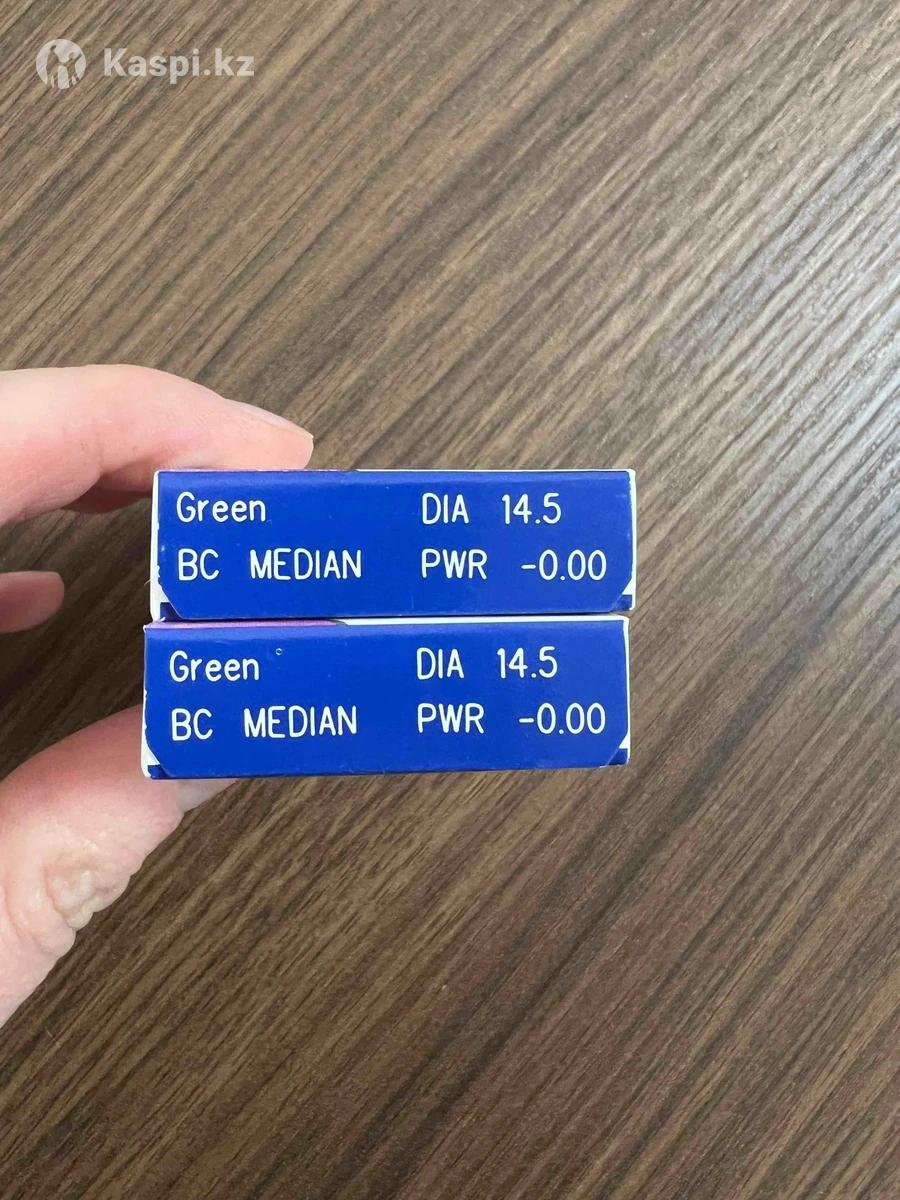 Kaspi.kz
Green DIA 14.5
BC MEDIAN PWR -0.00
Green DIA 14.5
BC MEDIAN PWR -0.00